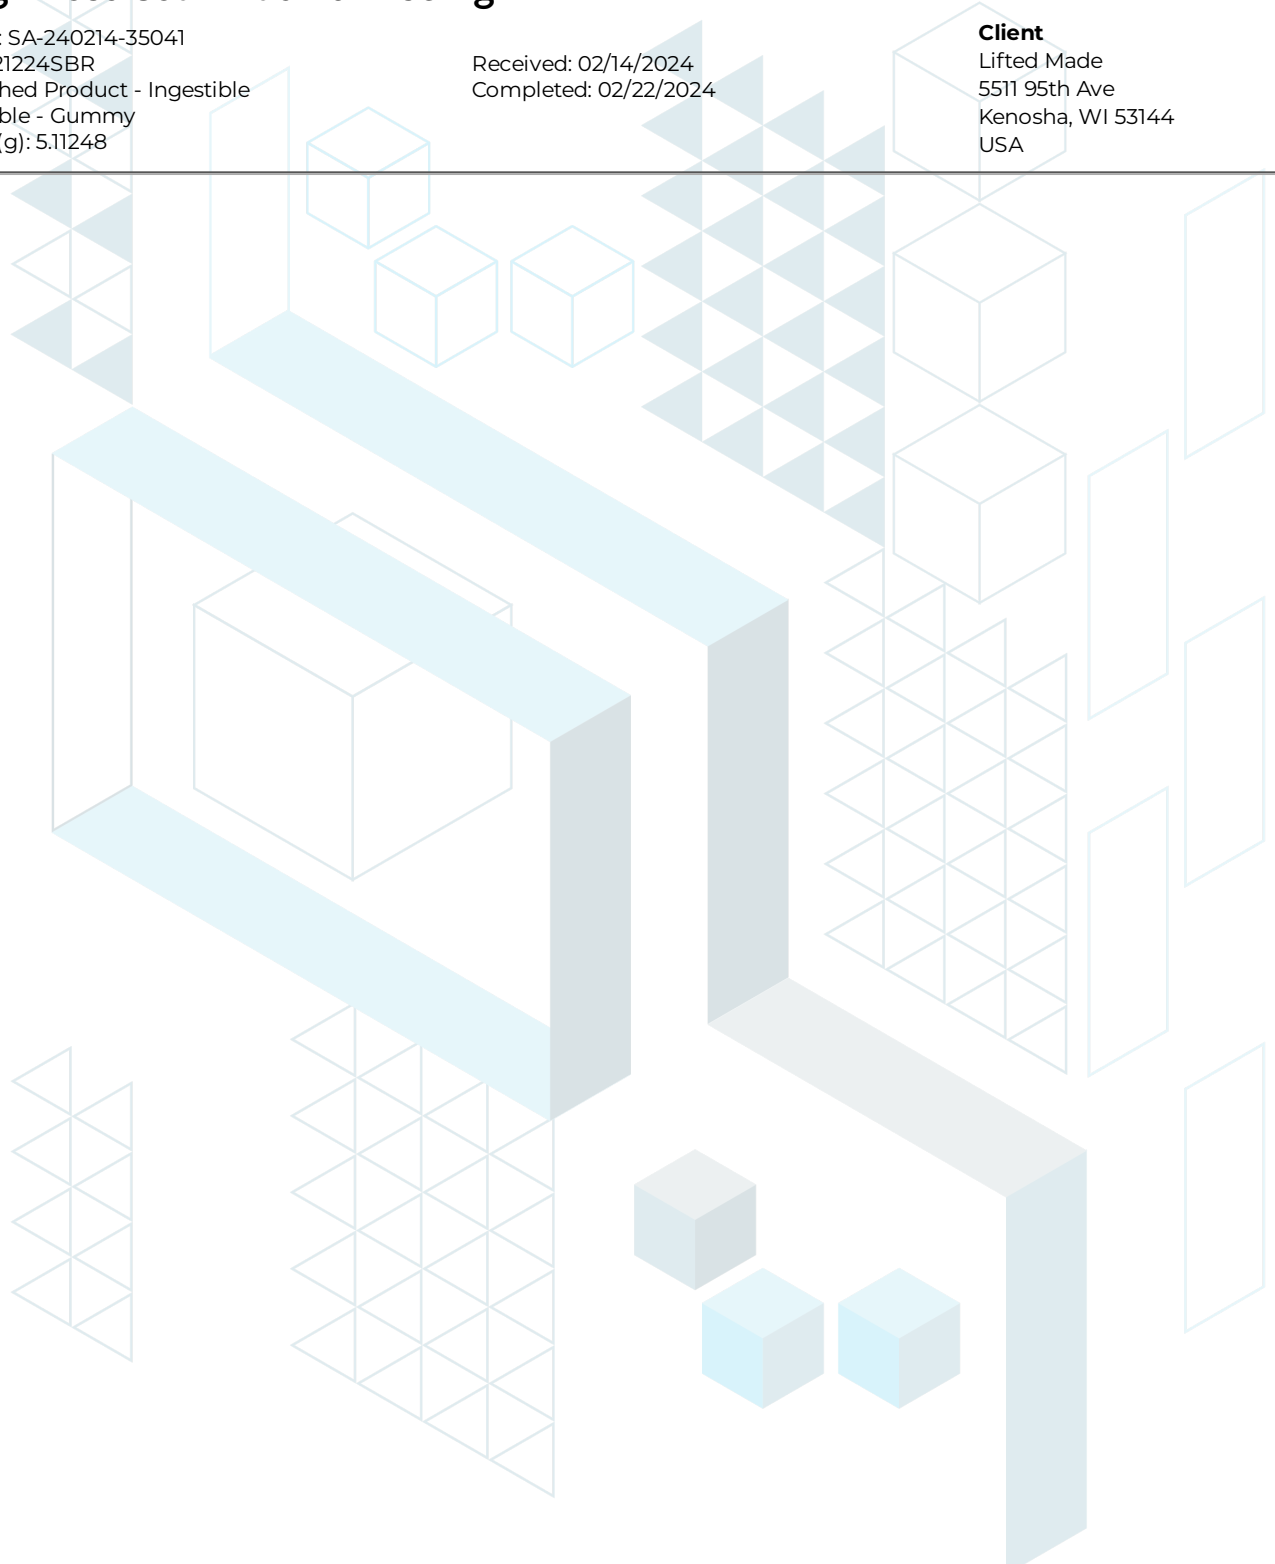 : SA-240214-35041
21224SBR
hed Product - Ingestible
ble - Gummy
(g): 5.11248
Received: 02/14/2024
Completed: 02/22/2024
Client
Lifted Made
5511 95th Ave
Kenosha, WI 53144
USA